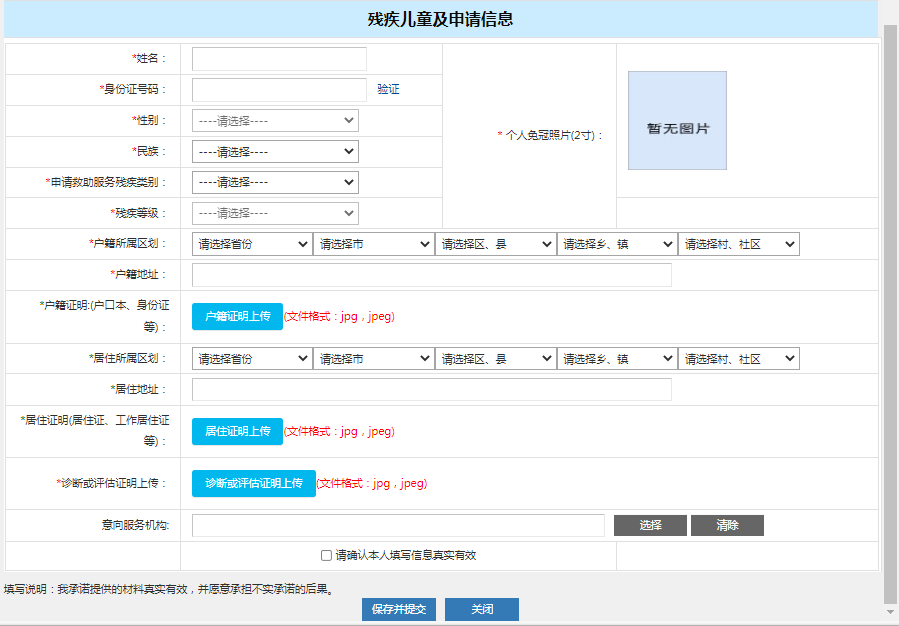 残疾儿童及申请信息
*姓名：
*身份证号码： 验证
*性别： ----请选择----
* 个人免冠照片(2寸)：
暂无图片
*民族： ----请选择----
*申请救助服务残疾类别： ----请选择----
*残疾等级： ----请选择----
*户籍所属区划： 请选择省份 请选择市 请选择区、县 请选择乡、镇 请选择村、社区
*户籍地址：
*户籍证明:(户口本、身份证
等)：
户籍证明上传 (文件格式：jpg，jpeg)
*居住所属区划： 请选择省份 请选择市 请选择区、县 请选择乡、镇 请选择村、社区
*居住地址：
*居住证明(居住证、工作居住证
等)：
居住证明上传 (文件格式：jpg，jpeg)
*诊断或评估证明上传： 诊断或评估证明上传 (文件格式：jpg，jpeg)
意向服务机构: 选择 清除
请确认本人填写信息真实有效
填写说明：我承诺提供的材料真实有效，并愿意承担不实承诺的后果。
保存并提交 关闭